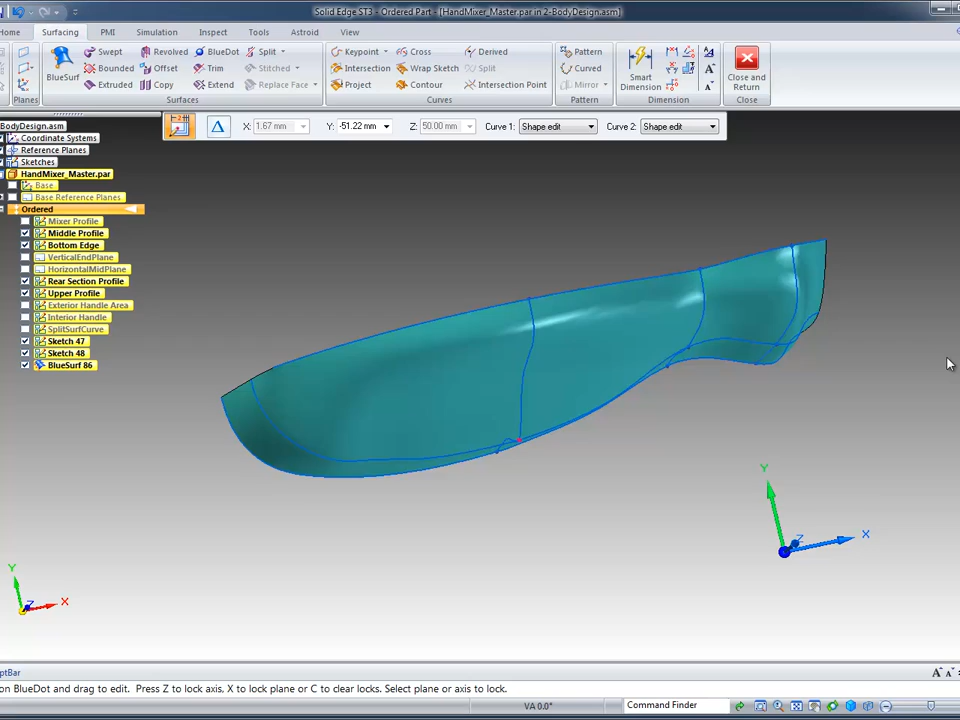 Solid Edge ST3 - Ordered Part - [HandMixer_Master.par in 2-BodyDesign.asm]
Home Surfacing PMI Simulation Inspect Tools Astroid View
Planes
BlueSurf
Swept Revolved BlueDot Split
Bounded Offset Trim Stitched
Extruded Copy Extend Replace Face
Surfaces
Keypoint Cross Derived
Intersection Wrap Sketch Split
Project Contour Intersection Point
Curves
Pattern
Curved
Mirror
Pattern
Smart Dimension
Dimension
Close and Return
Close
X: 1.67 mm Y: -51.22 mm Z: 50.00 mm Curve 1: Shape edit Curve 2: Shape edit
BodyDesign.asm
Coordinate Systems
Reference Planes
Sketches
HandMixer_Master.par
Base
Base Reference Planes
Ordered
Mixer Profile
Middle Profile
Bottom Edge
VerticalEndPlane
HorizontalMidPlane
Rear Section Profile
Upper Profile
Exterior Handle Area
Interior Handle
SplitSurfCurve
Sketch 47
Sketch 48
BlueSurf 86
Y
X
Z
Y
X
Z
ptBar
on BlueDot and drag to edit. Press Z to lock axis, X to lock plane or C to clear locks. Select plane or axis to lock.
VA 0.0° Command Finder